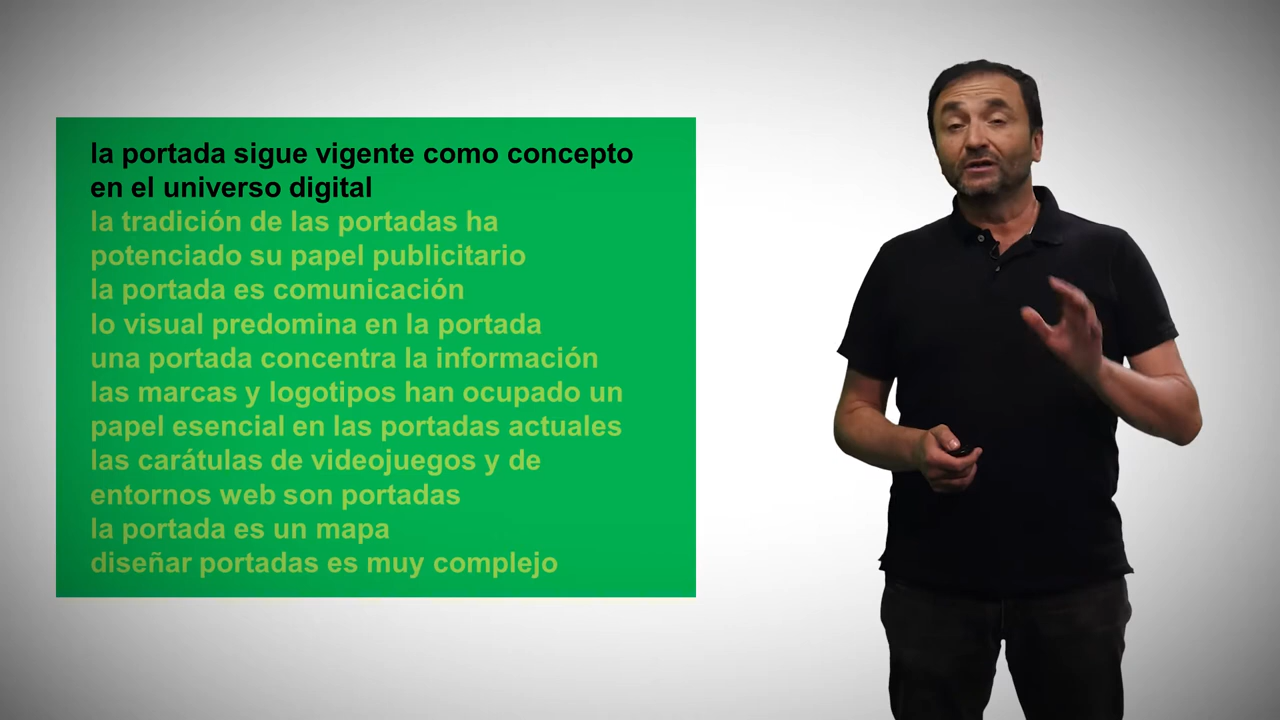 la portada sigue vigente como concepto
en el universo digital
la tradición de las portadas ha
potenciado su papel publicitario
la portada es comunicación
lo visual predomina en la portada
una portada concentra la información
las marcas y logotipos han ocupado un
papel esencial en las portadas actuales
las carátulas de videojuegos y de
entornos web son portadas
la portada es un mapa
diseñar portadas es muy complejo